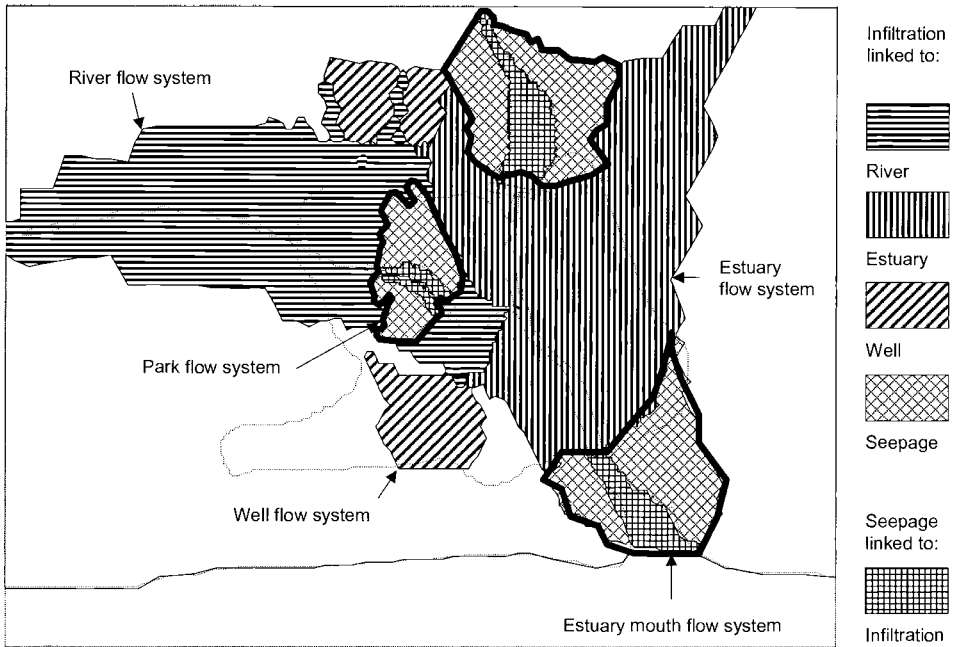 River flow system
Estuary
flow system
Park flow system
Well flow system
Estuary mouth flow system
Infiltration
linked to:
River
Estuary
Well
Seepage
Seepage
linked to:
Infiltration